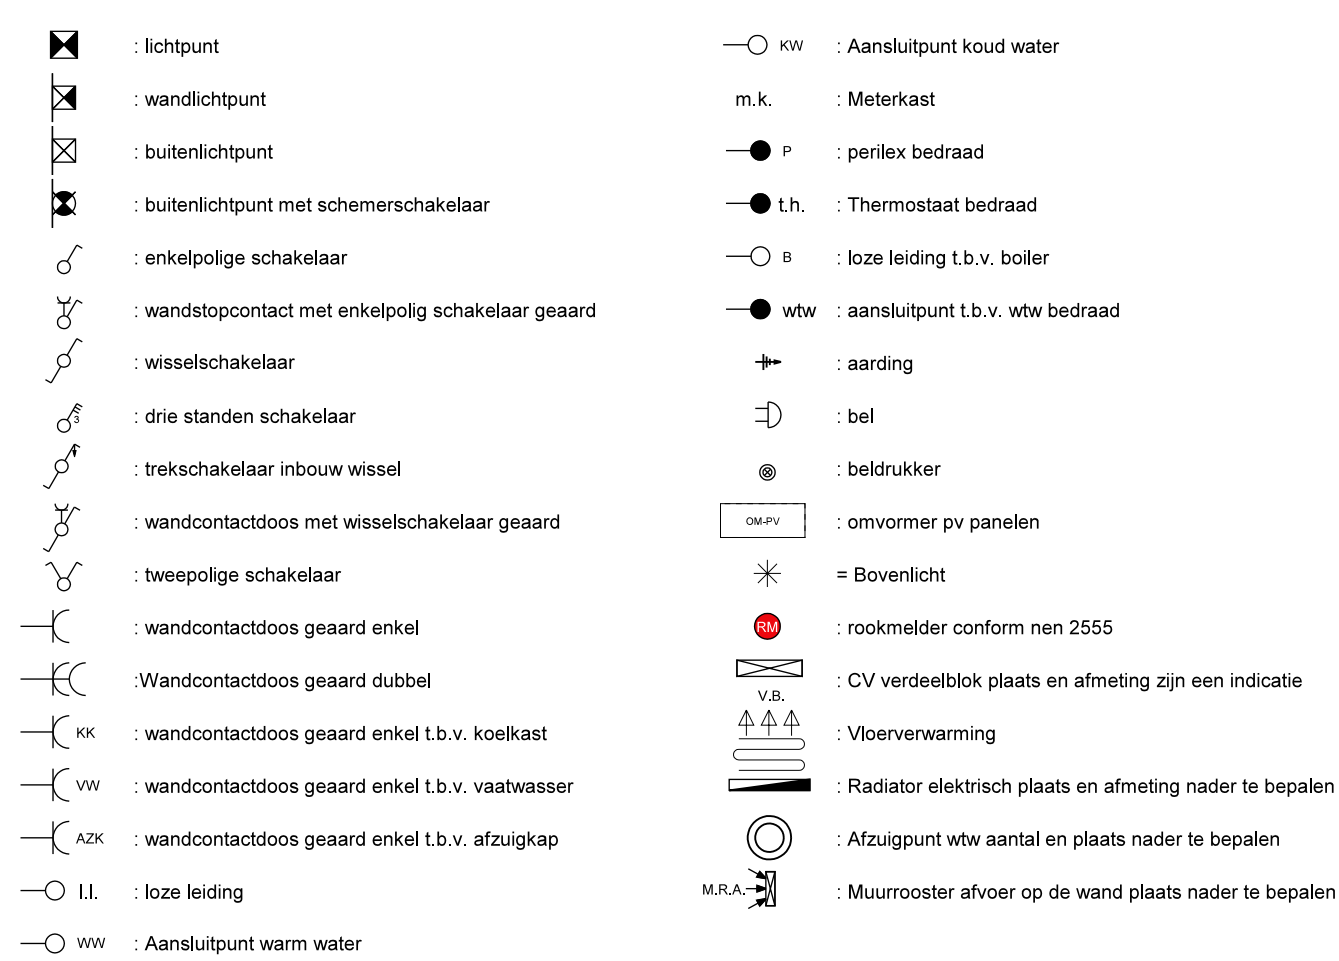 : lichtpunt
: wandlichtpunt
: buitenlichtpunt
: buitenlichtpunt met schemerschakelaar
: enkelpolige schakelaar
: wandstopcontact met enkelpolig schakelaar geaard
: wisselschakelaar
3 : drie standen schakelaar
: trekschakelaar inbouw wissel
: wandcontactdoos met wisselschakelaar geaard
: tweepolige schakelaar
: wandcontactdoos geaard enkel
:Wandcontactdoos geaard dubbel
KK : wandcontactdoos geaard enkel t.b.v. koelkast
VW : wandcontactdoos geaard enkel t.b.v. vaatwasser
AZK : wandcontactdoos geaard enkel t.b.v. afzuigkap
l.l. : loze leiding
WW : Aansluitpunt warm water
KW : Aansluitpunt koud water
m.k. : Meterkast
P : perilex bedraad
t.h. : Thermostaat bedraad
B : loze leiding t.b.v. boiler
wtw : aansluitpunt t.b.v. wtw bedraad
: aarding
: bel
: beldrukker
OM-PV : omvormer pv panelen
= Bovenlicht
RM : rookmelder conform nen 2555
: CV verdeelblok plaats en afmeting zijn een indicatie
V.B.
: Vloerverwarming
: Radiator elektrisch plaats en afmeting nader te bepalen
: Afzuigpunt wtw aantal en plaats nader te bepalen
M.R.A. : Muurrooster afvoer op de wand plaats nader te bepalen